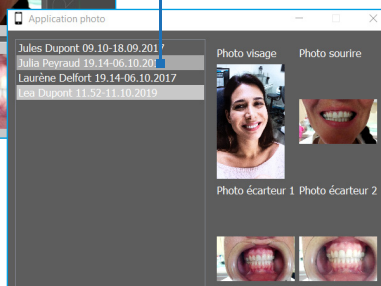 Application photo
Jules Dupont 09.10-18.09.2017
Julia Peyraud 19.14-06.10.20
Laurène Delfort 19.14-06.10.2017
Lea Dupont 11.52-11.10.2019
Photo visage
Photo sourire
Photo écarteur 1
Photo écarteur 2